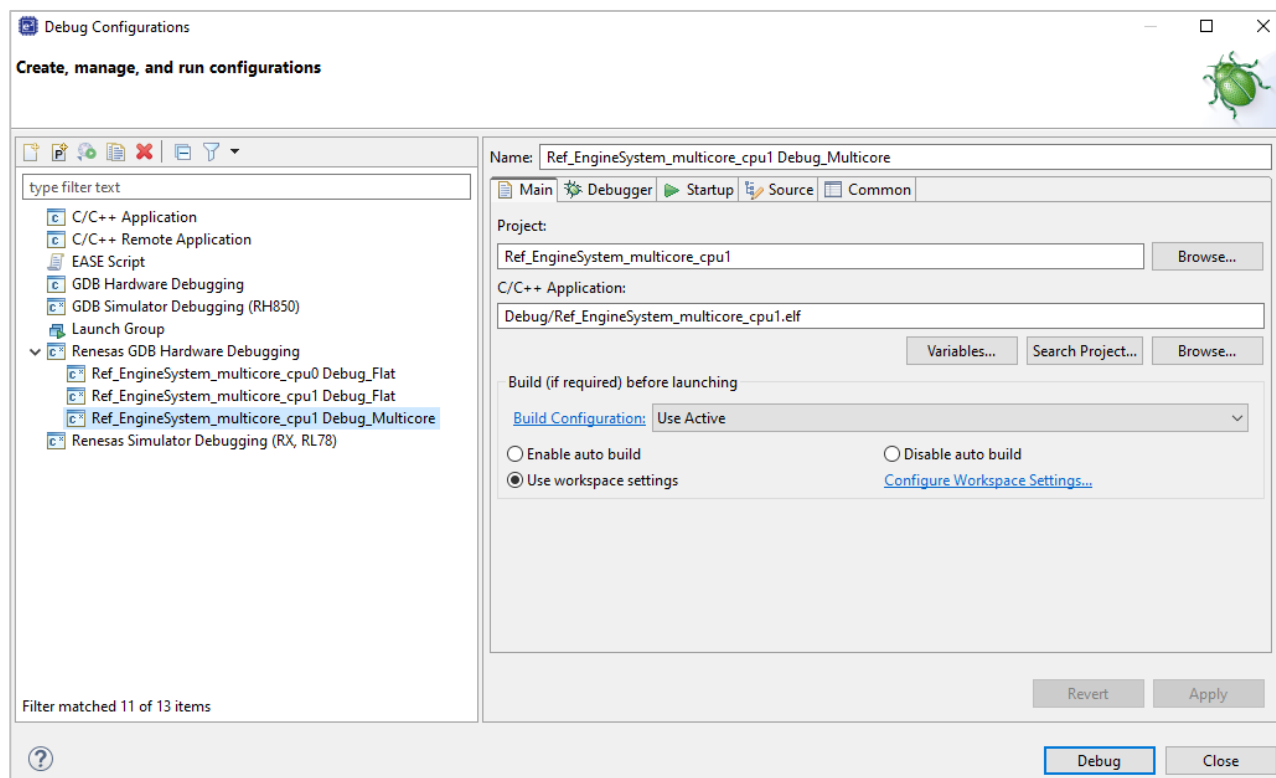 Debug Configurations
Create, manage, and run configurations
type filter text
C/C++ Application
C/C++ Remote Application
EASE Script
GDB Hardware Debugging
GDB Simulator Debugging (RH850)
Launch Group
Renesas GDB Hardware Debugging
Ref_EngineSystem_multicore_cpu0 Debug_Flat
Ref_EngineSystem_multicore_cpu1 Debug_Flat
Ref_EngineSystem_multicore_cpu1 Debug_Multicore
Renesas Simulator Debugging (RX, RL78)
Filter matched 11 of 13 items
Name: Ref_EngineSystem_multicore_cpu1 Debug_Multicore
Main Debugger Startup Source Common
Project:
Ref_EngineSystem_multicore_cpu1 Browse...
C/C++ Application:
Debug/Ref_EngineSystem_multicore_cpu1.elf
Variables... Search Project... Browse...
Build (if required) before launching
Build Configuration: Use Active
Enable auto build Disable auto build
Use workspace settings Configure Workspace Settings...
Revert Apply
Debug Close